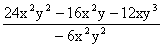 24x²y² − 16x²y − 12xy³
− 6x²y²